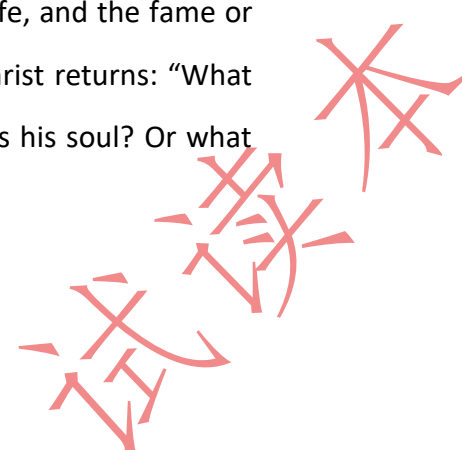 fe, and the fame or
rist returns: “What
s his soul? Or what
试读本